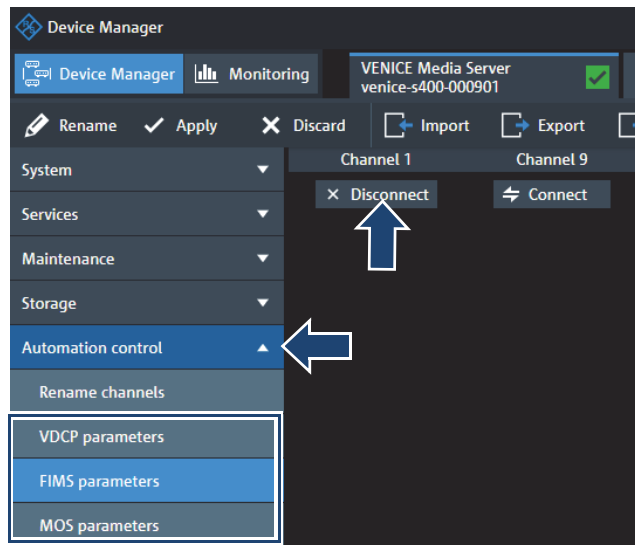 Device Manager
Device Manager
Monitoring
VENICE Media Server
venice-s400-000901
Rename
Apply
Discard
Import
Export
Channel 1
Channel 9
Disconnect
Connect
System
Services
Maintenance
Storage
Automation control
Rename channels
VDCP parameters
FIMS parameters
MOS parameters